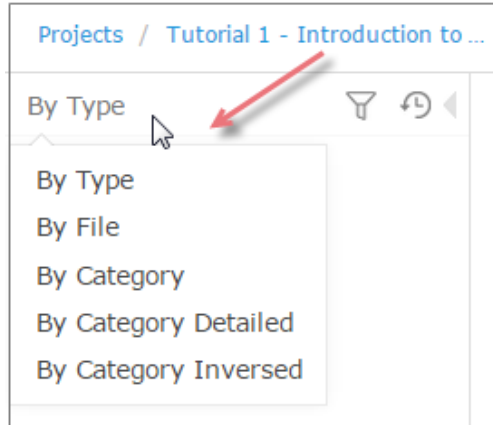 Projects / Tutorial 1 - Introduction to ...
By Type
By Type
By File
By Category
By Category Detailed
By Category Inversed